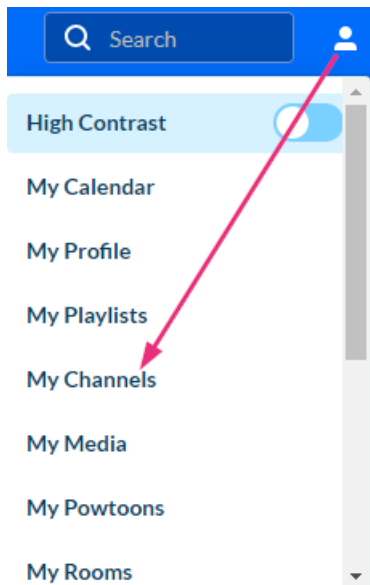 Search
High Contrast
My Calendar
My Profile
My Playlists
My Channels
My Media
My Powtoons
My Rooms